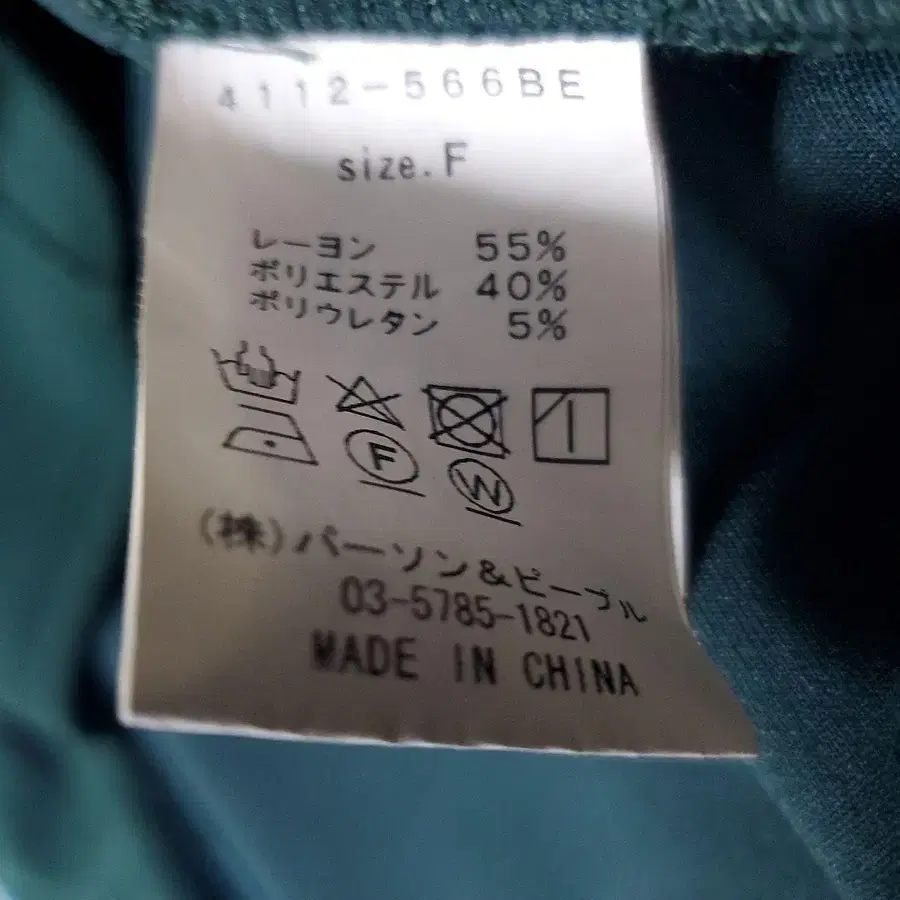 4112-566BE
size.F
レーヨン 55%
ポリエステル 40%
ポリウレタン 5%
F
W
(株)パーソン&ピープル
03-5785-1821
MADE IN CHINA